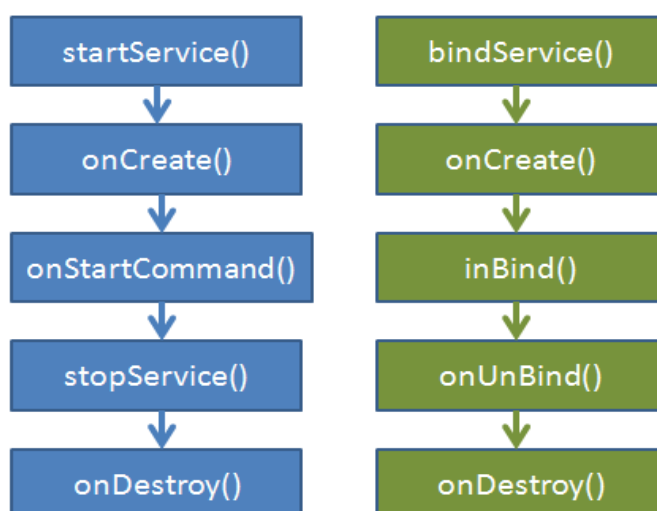 startService()
onCreate()
onStartCommand()
stopService()
onDestroy()
bindService()
onCreate()
inBind()
onUnBind()
onDestroy()